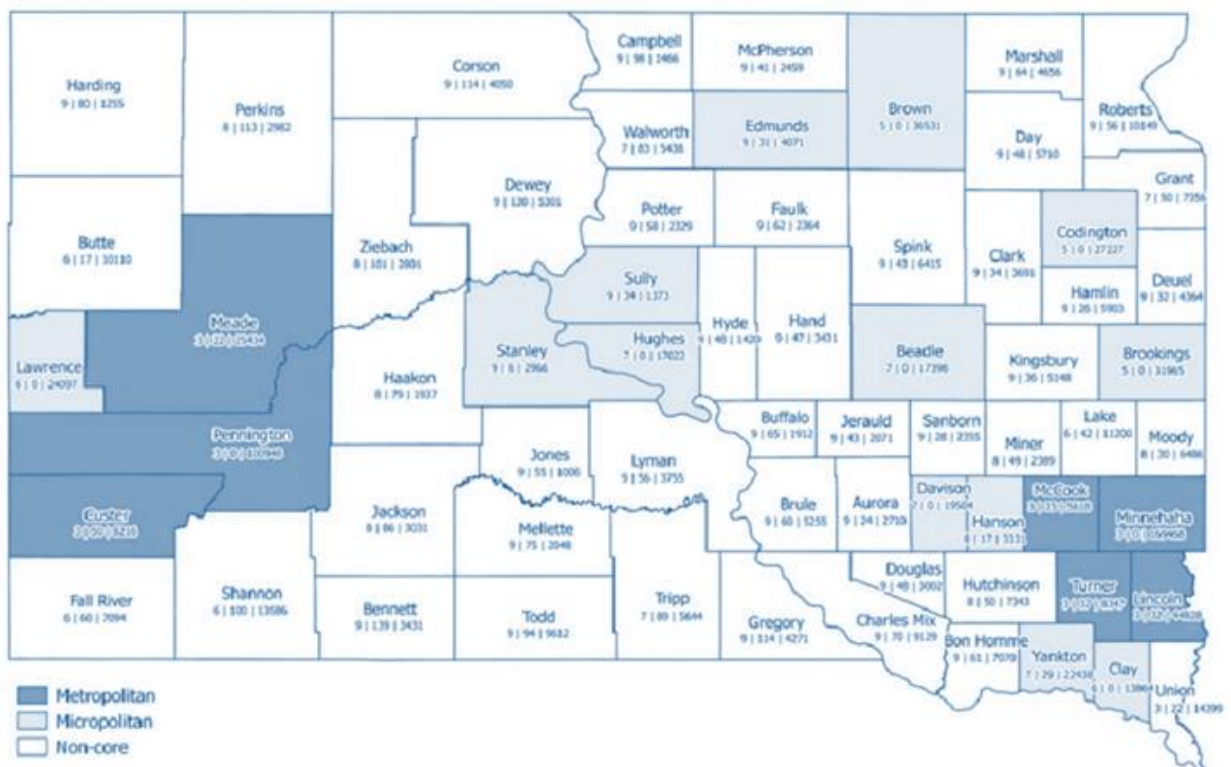 Harding
9 | 80 | 1255
Perkins
8 | 113 | 2982
Corson
9 | 114 | 4050
Campbell
9 | 98 | 1466
McPherson
9 | 41 | 2459
Brown
5 | 0 | 36531
Marshall
9 | 64 | 4656
Roberts
9 | 56 | 10149
Walworth
7 | 83 | 5438
Edmunds
9 | 31 | 4071
Day
9 | 48 | 5710
Grant
7 | 50 | 7356
Butte
6 | 17 | 10110
Ziebach
8 | 101 | 2801
Dewey
9 | 130 | 5301
Potter
9 | 58 | 2329
Faulk
9 | 62 | 2364
Spink
9 | 43 | 6415
Clark
9 | 34 | 3691
Codington
5 | 0 | 27227
Hamlin
9 | 26 | 5903
Deuel
9 | 32 | 4364
Lawrence
6 | 0 | 24097
Meade
Sully
9 | 34 | 1373
Stanley
9 | 6 | 2966
Hughes
7 | 0 | 17022
Hyde
9 | 48 | 1420
Hand
9 | 47 | 3431
Beadle
7 | 0 | 17398
Kingsbury
9 | 36 | 5148
Brookings
5 | 0 | 31965
Haakon
8 | 79 | 1937
Pennington
3 | 0 | 100948
Jones
9 | 55 | 1006
Lyman
9 | 56 | 3755
Buffalo
9 | 65 | 1912
Jerauld
9 | 43 | 2071
Sanborn
9 | 28 | 2355
Miner
8 | 49 | 2389
Lake
6 | 42 | 11200
Moody
8 | 30 | 6486
Custer
Jackson
8 | 86 | 3031
Mellette
9 | 75 | 2048
Brule
9 | 60 | 5255
Aurora
9 | 34 | 2710
Davison
7 | 0 | 19504
Hanson
8 | 17 | 3331
McCook
Minnehaha
Fall River
6 | 60 | 7094
Shannon
6 | 100 | 13586
Bennett
9 | 139 | 3431
Todd
9 | 94 | 9612
Tripp
7 | 89 | 5644
Gregory
9 | 114 | 4271
Douglas
9 | 48 | 3002
Charles Mix
9 | 70 | 9129
Hutchinson
8 | 50 | 7343
Turner
Lincoln
Bon Homme
9 | 61 | 7070
Yankton
7 | 29 | 22438
Clay
6 | 0 | 13864
Union
3 | 22 | 14399
Metropolitan
Micropolitan
Non-core